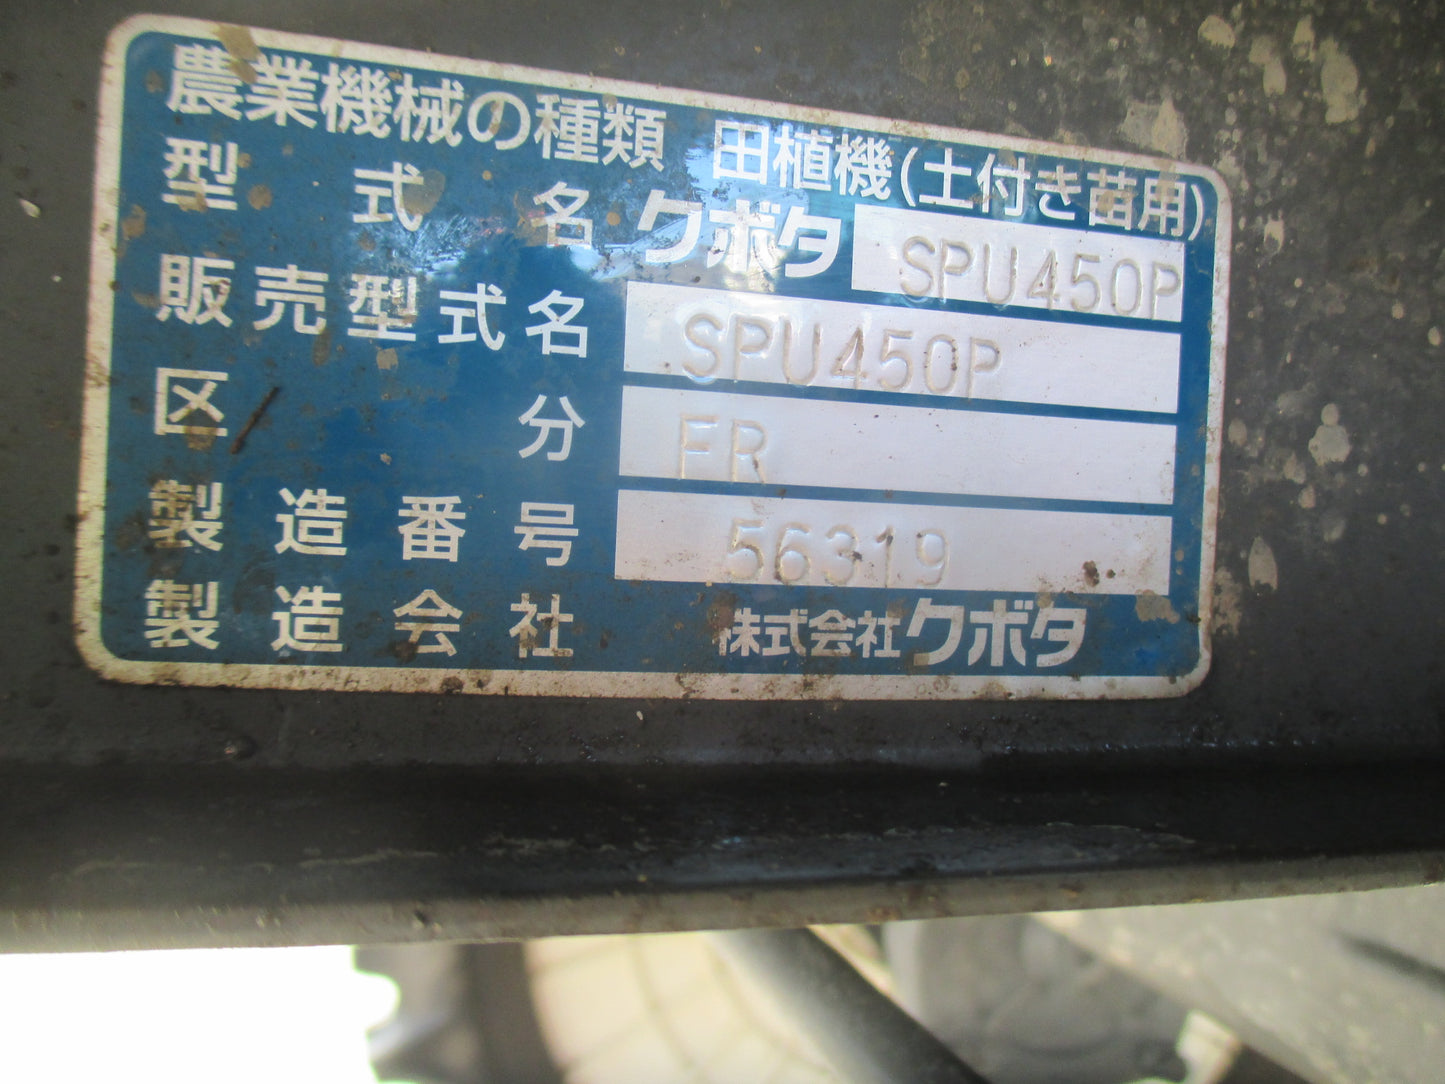 農業機械の種類 田植機(土付き苗用)
型式名 クボタ SPU450P
販売型式名 SPU450P
区分 FR
製造番号 56319
製造会社 株式会社クボタ